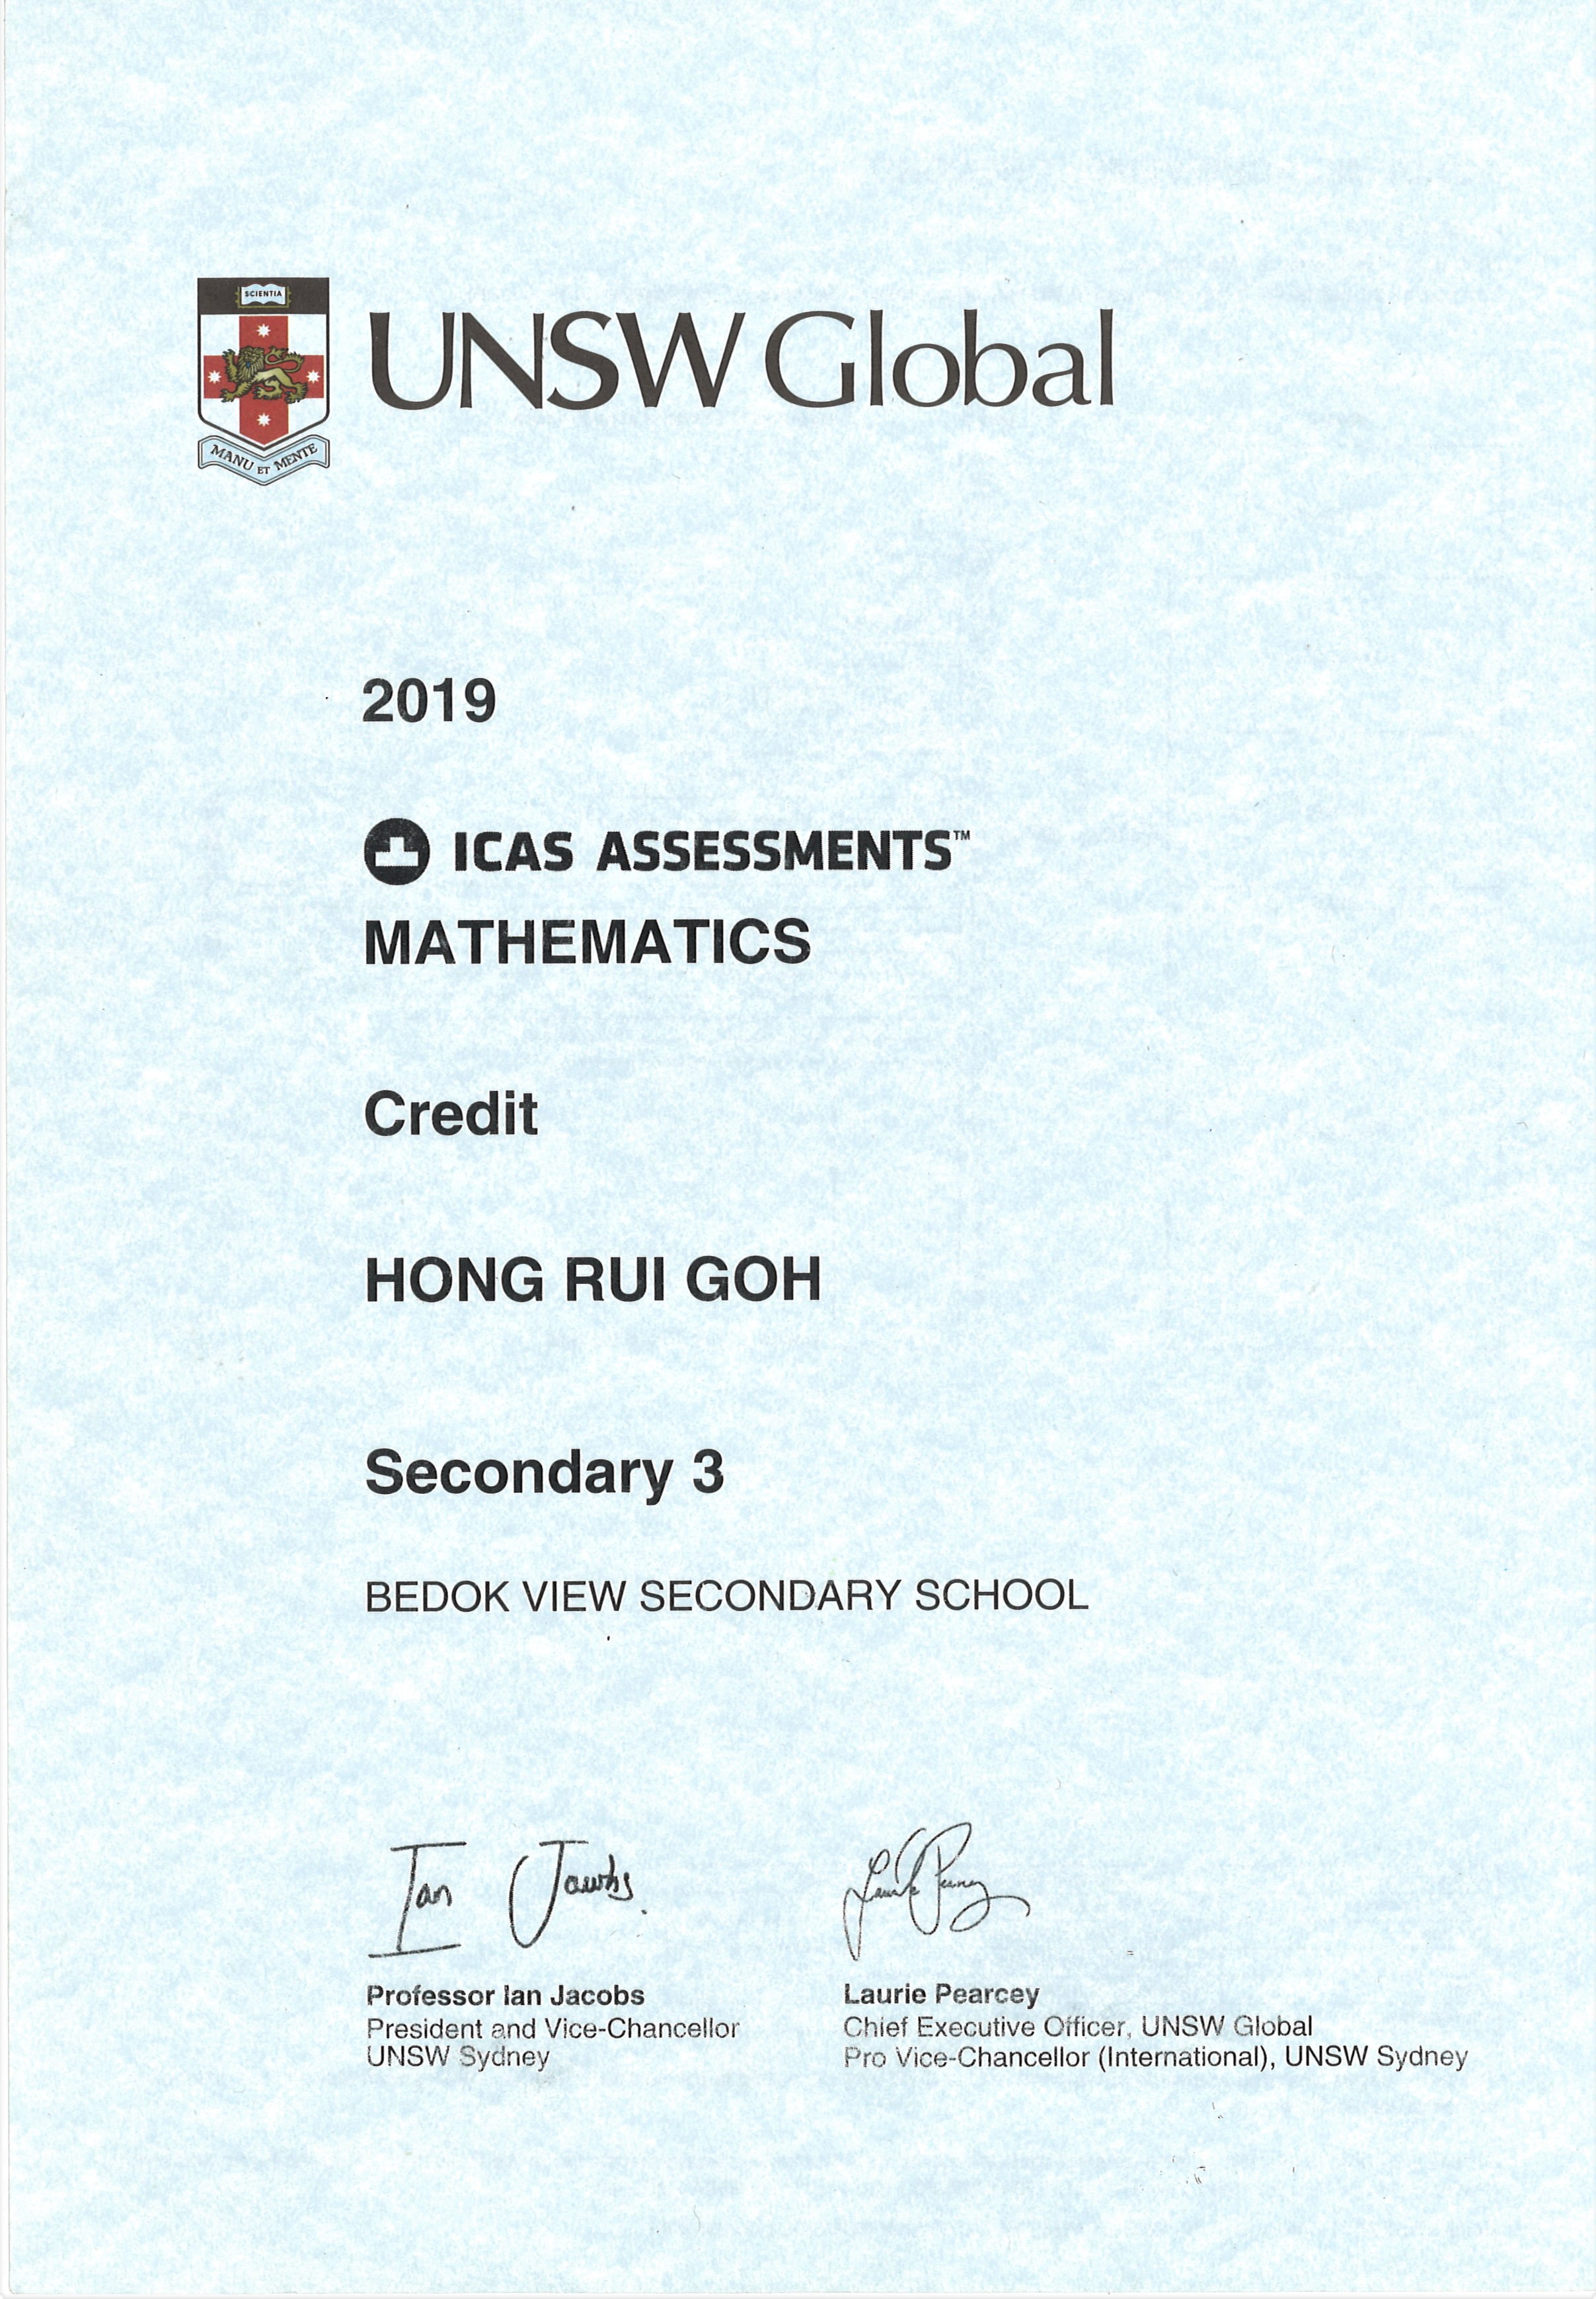 SCIENTIA
UNSW Global
MANU ET MENTE
2019
ICAS ASSESSMENTS™
MATHEMATICS
Credit
HONG RUI GOH
Secondary 3
BEDOK VIEW SECONDARY SCHOOL
Ian Jacobs.
Laurie Pearcey
Professor Ian Jacobs
President and Vice-Chancellor
UNSW Sydney
Laurie Pearcey
Chief Executive Officer, UNSW Global
Pro Vice-Chancellor (International), UNSW Sydney